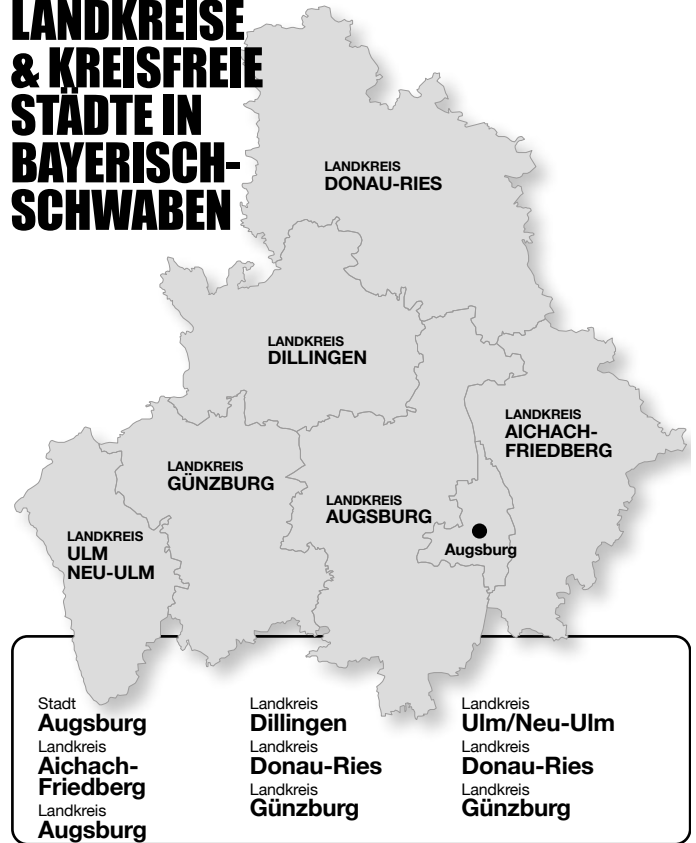 LANDKREISE
& KREISFREIE
STÄDTE IN
BAYERISCH-
SCHWABEN
LANDKREIS
DONAU-RIES
LANDKREIS
DILLINGEN
LANDKREIS
AICHACH-
FRIEDBERG
LANDKREIS
GÜNZBURG
LANDKREIS
AUGSBURG
LANDKREIS
ULM
NEU-ULM
Augsburg
Stadt
Augsburg
Landkreis
Aichach-
Friedberg
Landkreis
Augsburg
Landkreis
Dillingen
Landkreis
Donau-Ries
Landkreis
Günzburg
Landkreis
Ulm/Neu-Ulm
Landkreis
Donau-Ries
Landkreis
Günzburg